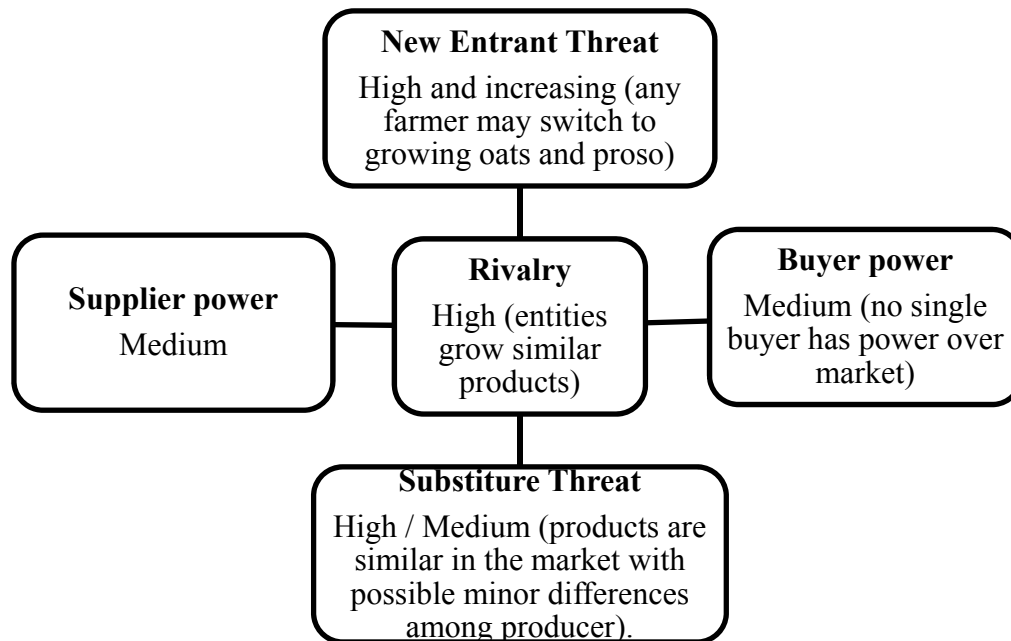 New Entrant Threat
High and increasing (any
farmer may switch to
growing oats and proso)
Supplier power
Medium
Rivalry
High (entities
grow similar
products)
Buyer power
Medium (no single
buyer has power over
market)
Substiture Threat
High / Medium (products are
similar in the market with
possible minor differences
among producer).